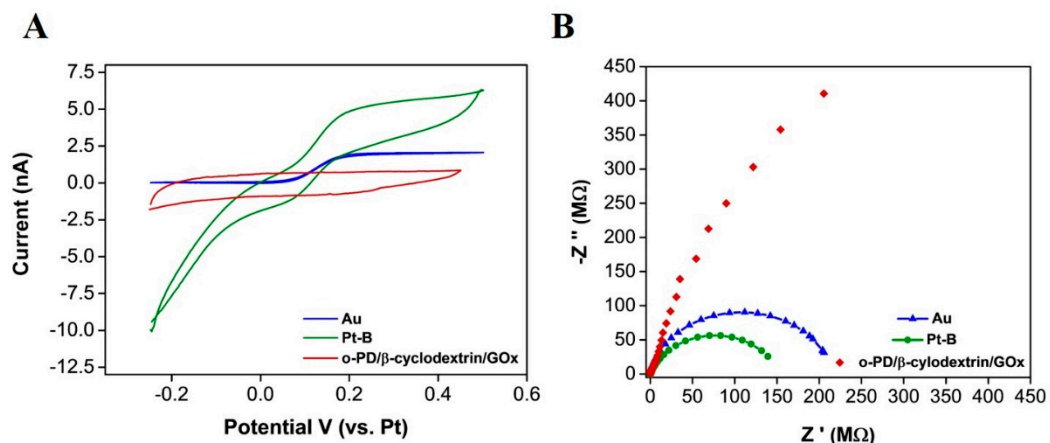 A
7.5
5.0
2.5
0.0
-2.5
-5.0
-7.5
-10.0
-12.5
Current (nA)
-0.2
0.0
0.2
0.4
0.6
Potential V (vs. Pt)
Au
Pt-B
o-PD/β-cylodextrin/GOx
B
450
400
350
300
250
200
150
100
50
0
-Z '' (MΩ)
0
50
100
150
200
250
300
350
400
450
Z ' (MΩ)
Au
Pt-B
o-PD/β-cyclodextrin/GOx